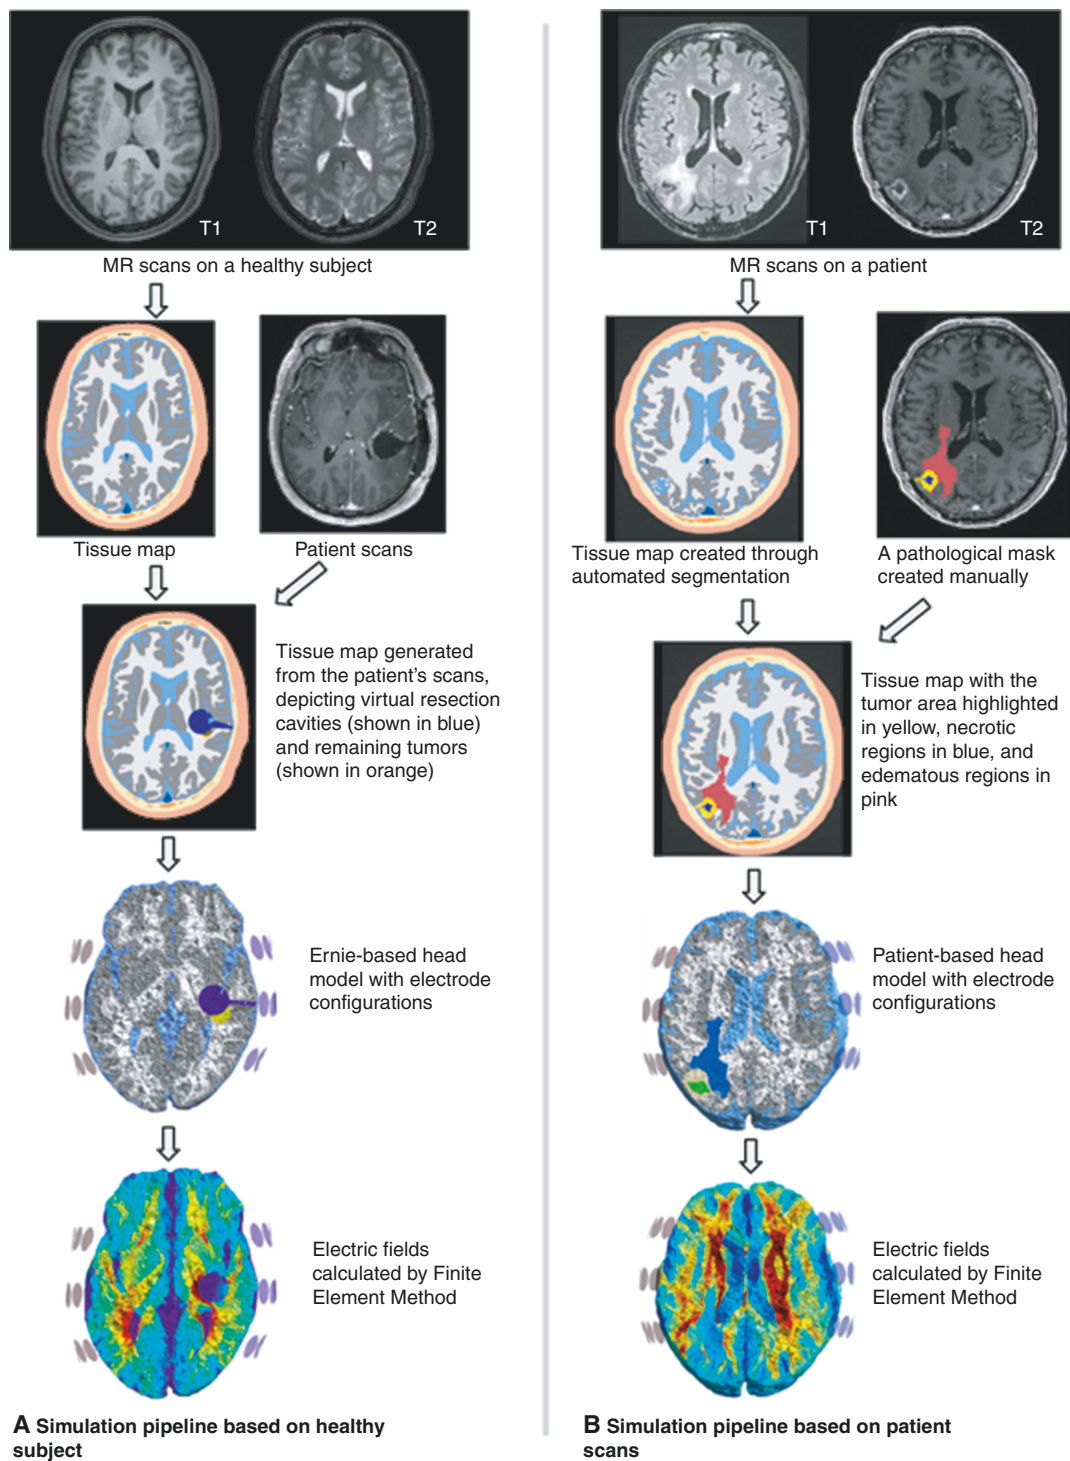 T1
T2
MR scans on a healthy subject
Tissue map
Patient scans
Tissue map generated
from the patient's scans,
depicting virtual resection
cavities (shown in blue)
and remaining tumors
(shown in orange)
Ernie-based head
model with electrode
configurations
Electric fields
calculated by Finite
Element Method
A Simulation pipeline based on healthy
subject
T1
T2
MR scans on a patient
Tissue map created through
automated segmentation
A pathological mask
created manually
Tissue map with the
tumor area highlighted
in yellow, necrotic
regions in blue, and
edematous regions in
pink
Patient-based head
model with electrode
configurations
Electric fields
calculated by Finite
Element Method
B Simulation pipeline based on patient
scans